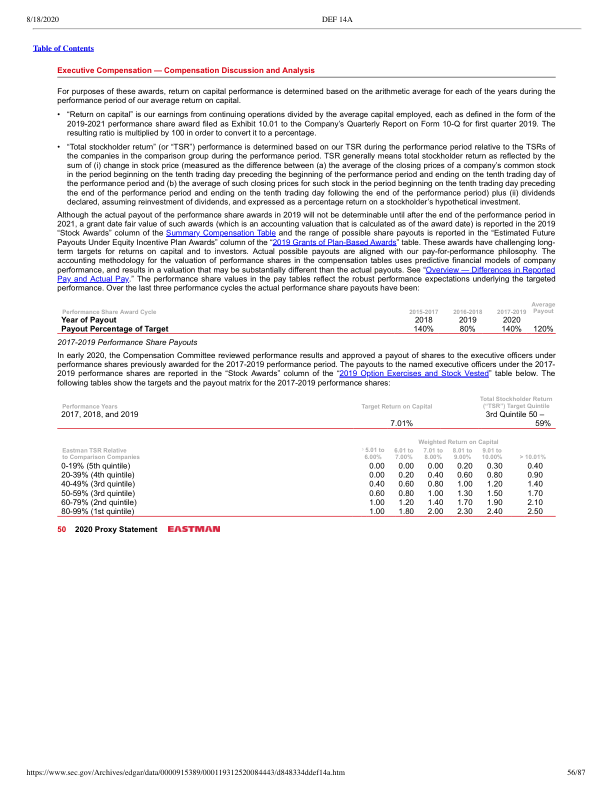 8/18/2020 DEF 14A
Table of Contents
Executive Compensation — Compensation Discussion and Analysis
For purposes of these awards, return on capital performance is determined based on the arithmetic average for each of the years during the
performance period of our average return on capital.
• “Return on capital” is our earnings from continuing operations divided by the average capital employed, each as defined in the form of the
2019-2021 performance share award filed as Exhibit 10.01 to the Company's Quarterly Report on Form 10-Q for first quarter 2019. The
resulting ratio is multiplied by 100 in order to convert it to a percentage.
• “Total stockholder return” (or “TSR”) performance is determined based on our TSR during the performance period relative to the TSRs of
the companies in the comparison group during the performance period. TSR generally means total stockholder return as reflected by the
sum of (i) change in stock price (measured as the difference between (a) the average of the closing prices of a company's common stock
in the period beginning on the tenth trading day preceding the beginning of the performance period and ending on the tenth trading day of
the performance period and (b) the average of such closing prices for such stock in the period beginning on the tenth trading day preceding
the end of the performance period and ending on the tenth trading day following the end of the performance period) plus (ii) dividends
declared, assuming reinvestment of dividends, and expressed as a percentage return on a stockholder's hypothetical investment.
Although the actual payout of the performance share awards in 2019 will not be determinable until after the end of the performance period in
2021, a grant date fair value of such awards (which is an accounting valuation that is calculated as of the award date) is reported in the 2019
“Stock Awards” column of the Summary Compensation Table and the range of possible share payouts is reported in the “Estimated Future
Payouts Under Equity Incentive Plan Awards” column of the “2019 Grants of Plan-Based Awards” table. These awards have challenging long-
term targets for returns on capital and to investors. Actual possible payouts are aligned with our pay-for-performance philosophy. The
accounting methodology for the valuation of performance shares in the compensation tables uses predictive financial models of company
performance, and results in a valuation that may be substantially different than the actual payouts. See “Overview — Differences in Reported
Pay and Actual Pay.” The performance share values in the pay tables reflect the robust performance expectations underlying the targeted
performance. Over the last three performance cycles the actual performance share payouts have been:
Performance Share Award Cycle 2015-2017 2016-2018 2017-2019 Average
Payout
Year of Payout 2018 2019 2020
Payout Percentage of Target 140% 80% 140% 120%
2017-2019 Performance Share Payouts
In early 2020, the Compensation Committee reviewed performance results and approved a payout of shares to the executive officers under
performance shares previously awarded for the 2017-2019 performance period. The payouts to the named executive officers under the 2017-
2019 performance shares are reported in the “Stock Awards” column of the “2019 Option Exercises and Stock Vested” table below. The
following tables show the targets and the payout matrix for the 2017-2019 performance shares:
Performance Years Target Return on Capital Total Stockholder Return
(“TSR”) Target Quintile
2017, 2018, and 2019 3rd Quintile 50 –
7.01% 59%
Weighted Return on Capital
Eastman TSR Relative
to Comparison Companies 5.01 to
6.00% 6.01 to
7.00% 7.01 to
8.00% 8.01 to
9.00% 9.01 to
10.00% > 10.01%
0-19% (5th quintile) 0.00 0.00 0.00 0.20 0.30 0.40
20-39% (4th quintile) 0.00 0.20 0.40 0.60 0.80 0.90
40-49% (3rd quintile) 0.40 0.60 0.80 1.00 1.20 1.40
50-59% (3rd quintile) 0.60 0.80 1.00 1.30 1.50 1.70
60-79% (2nd quintile) 1.00 1.20 1.40 1.70 1.90 2.10
80-99% (1st quintile) 1.00 1.80 2.00 2.30 2.40 2.50
50 2020 Proxy Statement EASTMAN
https://www.sec.gov/Archives/edgar/data/0000915389/000119312520084443/d848334ddef14a.htm 56/87